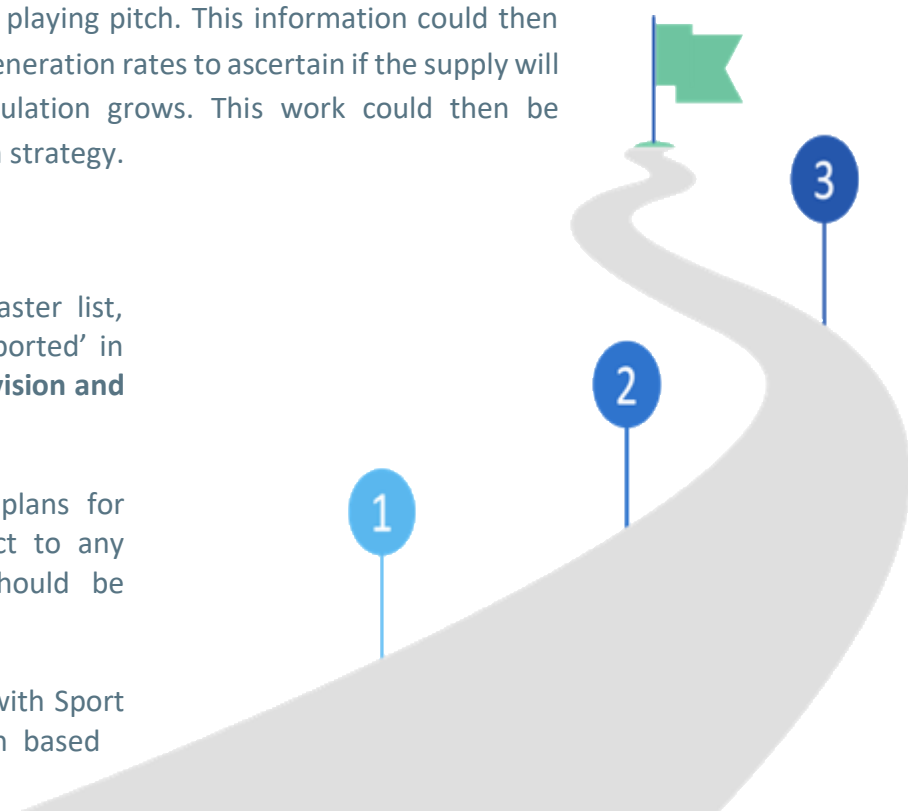 playing pitch. This information could then
eneration rates to ascertain if the supply will
ulation grows. This work could then be
strategy.
aster list,
ported’ in
vision and
plans for
ct to any
hould be
with Sport
based
1
2
3